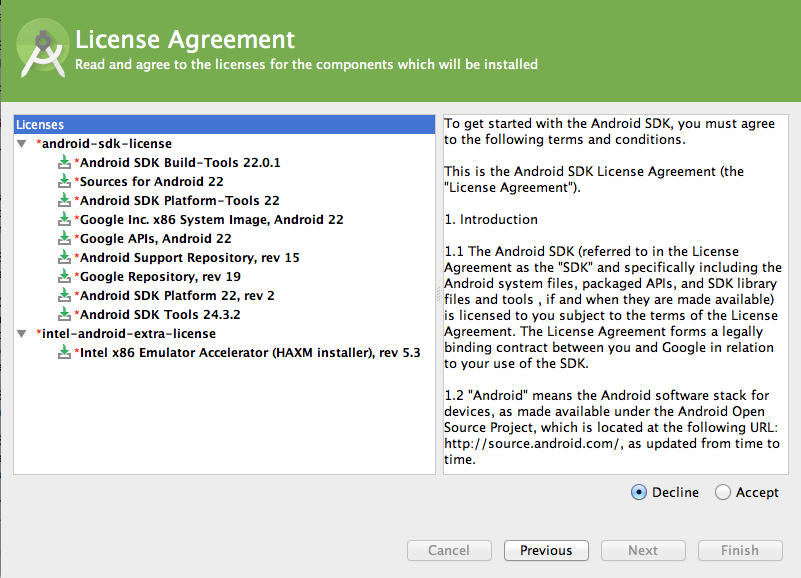 License Agreement
Read and agree to the licenses for the components which will be installed
Licenses
*android-sdk-license
*Android SDK Build-Tools 22.0.1
*Sources for Android 22
*Android SDK Platform-Tools 22
*Google Inc. x86 System Image, Android 22
*Google APIs, Android 22
*Android Support Repository, rev 15
*Google Repository, rev 19
*Android SDK Platform 22, rev 2
*Android SDK Tools 24.3.2
*intel-android-extra-license
*Intel x86 Emulator Accelerator (HAXM installer), rev 5.3
To get started with the Android SDK, you must agree
to the following terms and conditions.
This is the Android SDK License Agreement (the
"License Agreement").
1. Introduction
1.1 The Android SDK (referred to in the License
Agreement as the "SDK" and specifically including the
Android system files, packaged APIs, and SDK library
files and tools , if and when they are made available)
is licensed to you subject to the terms of the License
Agreement. The License Agreement forms a legally
binding contract between you and Google in relation
to your use of the SDK.
1.2 "Android" means the Android software stack for
devices, as made available under the Android Open
Source Project, which is located at the following URL:
http://source.android.com/, as updated from time to
time.
Decline Accept
Cancel Previous Next Finish